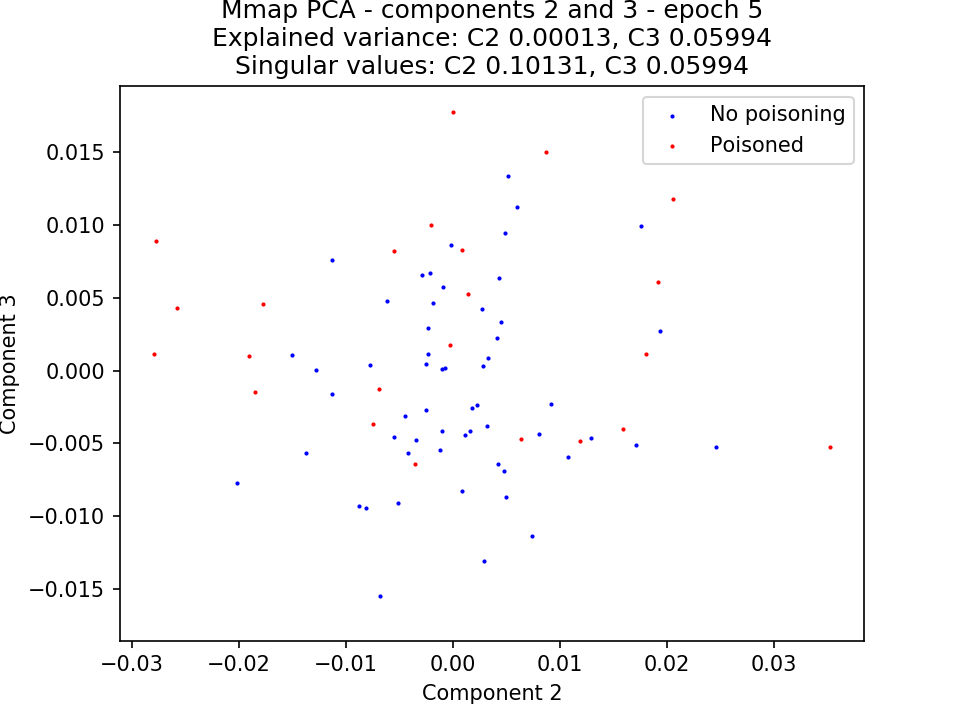 Mmap PCA - components 2 and 3 - epoch 5
Explained variance: C2 0.00013, C3 0.05994
Singular values: C2 0.10131, C3 0.05994
No poisoning
Poisoned
0.015
0.010
0.005
0.000
−0.005
−0.010
−0.015
Component 3
−0.03
−0.02
−0.01
0.00
0.01
0.02
0.03
Component 2